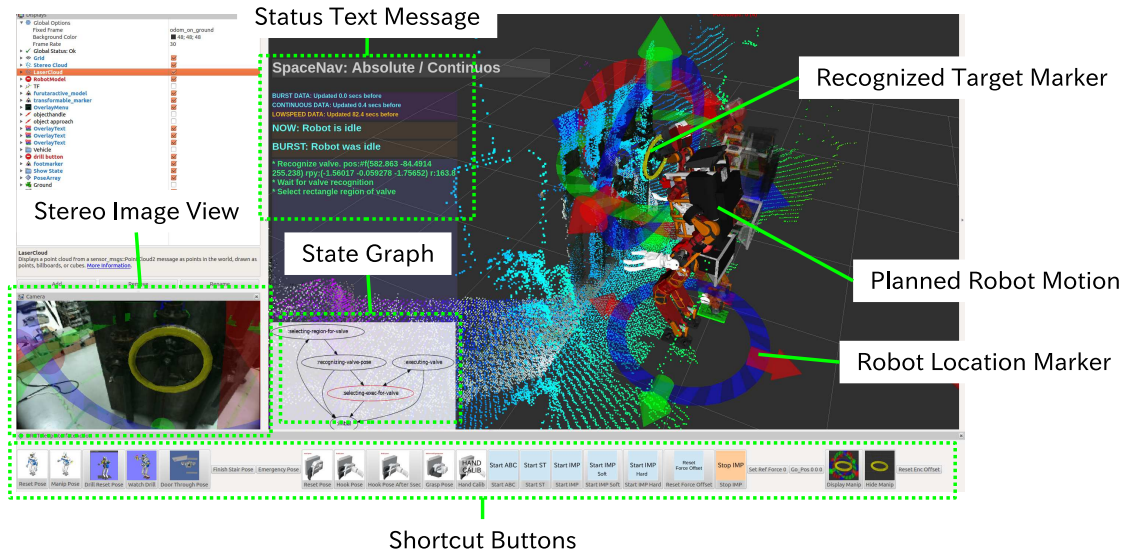 Status Text Message
Displays
Global Options
Fixed Frame odom_on_ground
Background Color 48; 48; 48
Frame Rate 30
Global Status: Ok
Grid
Stereo Cloud
LaserCloud
RobotModel
TF
furutaractive_model
transformable_marker
OverlayMenu
objecthandle
object approach
OverlayText
OverlayText
OverlayText
Vehicle
drill button
footmarker
Show State
PoseArray
Ground
SpaceNav: Absolute / Continuos
BURST DATA: Updated 0.0 secs before
CONTINUOUS DATA: Updated 0.4 secs before
LOWSPEED DATA: Updated 82.4 secs before
NOW: Robot is idle
BURST: Robot was idle
* Recognize valve. pos:#f(582.863 -84.4914
255.238) rpy:(-1.56017 -0.059278 -1.75652) r:163.8
* Wait for valve recognition
* Select rectangle region of valve
Recognized Target Marker
Stereo Image View
State Graph
Planned Robot Motion
Robot Location Marker
LaserCloud
Displays a point cloud from a sensor_msgs::PointCloud2 message as points in the world, drawn as
points, billboards, or cubes. More Information.
Add Remove Rename
Camera
:selecting-region-for-valve
:recognizing-valve-pose :executing-valve
:selecting-exec-for-valve
Reset Pose Manip Pose Drill Reset Pose Watch Drill Door Through Pose Finish Stair Pose Emergency Pose Reset Pose Hook Pose Hook Pose After 5sec Grasp Pose Hand Calib Start ABC Start ST Start IMP Start IMP Soft Start IMP Hard Reset Force Offset Stop IMP Set Ref Force 0 Go_Pos 0 0 0 Display Manip Hide Manip Reset Enc Offset
HAND
CALIB
Start ABC
Start ST
Start IMP
Start IMP
Soft
Start IMP
Hard
Reset
Force Offset
Stop IMP
Shortcut Buttons